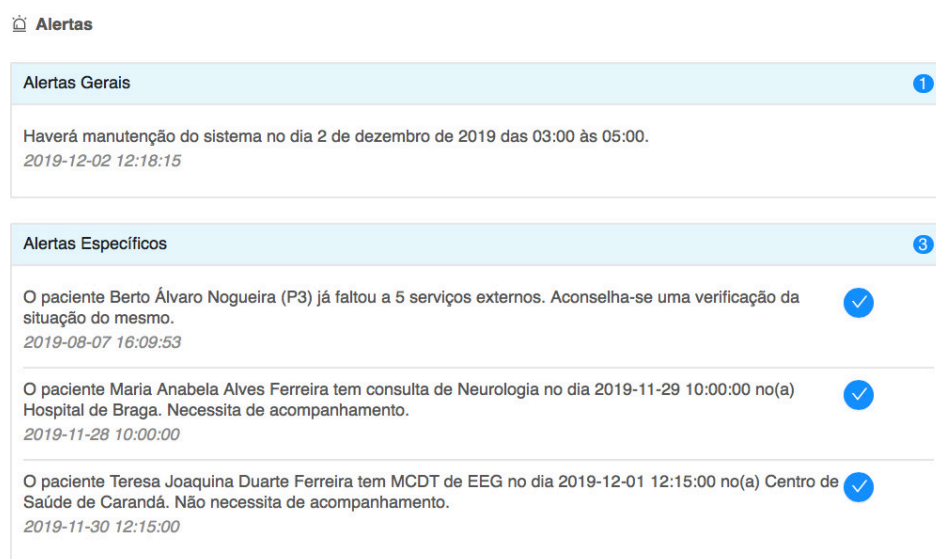 Alertas
Alertas Gerais
1
Haverá manutenção do sistema no dia 2 de dezembro de 2019 das 03:00 às 05:00.
2019-12-02 12:18:15
Alertas Específicos
3
O paciente Berto Álvaro Nogueira (P3) já faltou a 5 serviços externos. Aconselha-se uma verificação da
situação do mesmo.
2019-08-07 16:09:53
O paciente Maria Anabela Alves Ferreira tem consulta de Neurologia no dia 2019-11-29 10:00:00 no(a)
Hospital de Braga. Necessita de acompanhamento.
2019-11-28 10:00:00
O paciente Teresa Joaquina Duarte Ferreira tem MCDT de EEG no dia 2019-12-01 12:15:00 no(a) Centro de
Saúde de Carandá. Não necessita de acompanhamento.
2019-11-30 12:15:00